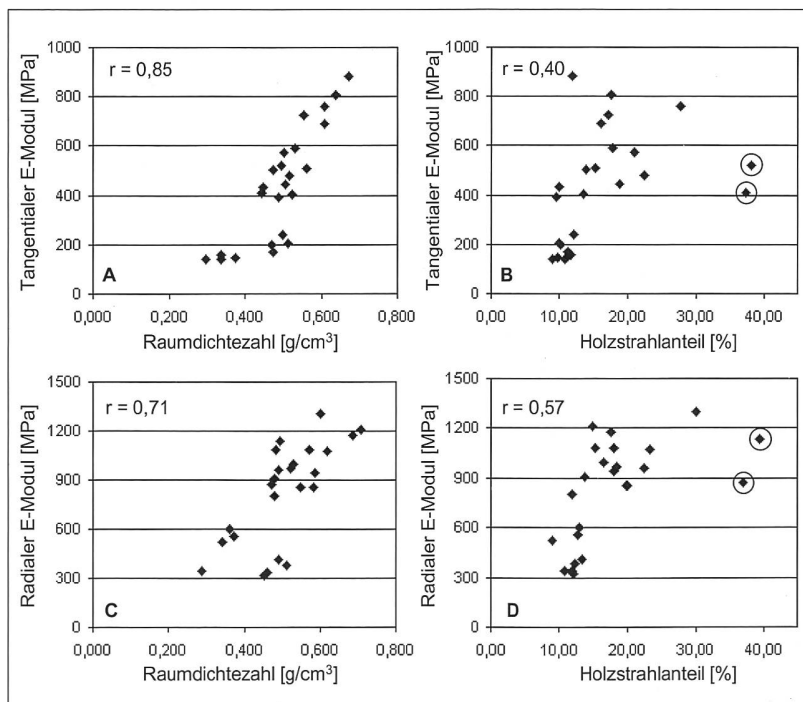 Tangentialer E-Modul [MPa]
1000
800
600
400
200
0
r = 0,85
A
0,000
0,200
0,400
0,600
0,800
Raumdichtezahl [g/cm³]
Tangentialer E-Modul [MPa]
1000
800
600
400
200
0
r = 0,40
B
0,00
10,00
20,00
30,00
40,00
Holzstrahlanteil [%]
Radialer E-Modul [MPa]
1500
1200
900
600
300
0
r = 0,71
C
0,000
0,200
0,400
0,600
0,800
Raumdichtezahl [g/cm³]
Radialer E-Modul [MPa]
1500
1200
900
600
300
0
r = 0,57
D
0,00
10,00
20,00
30,00
40,00
Holzstrahlanteil [%]